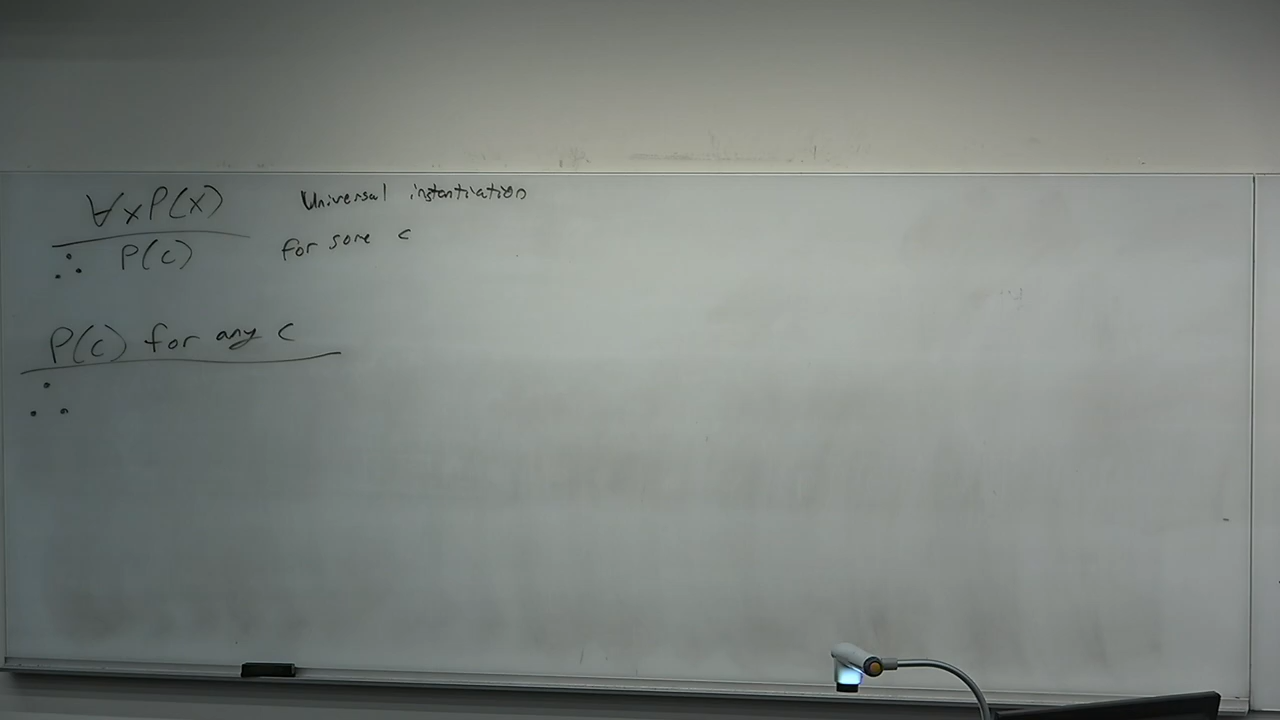 ∀x P(x) Universal instantiation
∴ P(c) for some c
P(c) for any c
∴